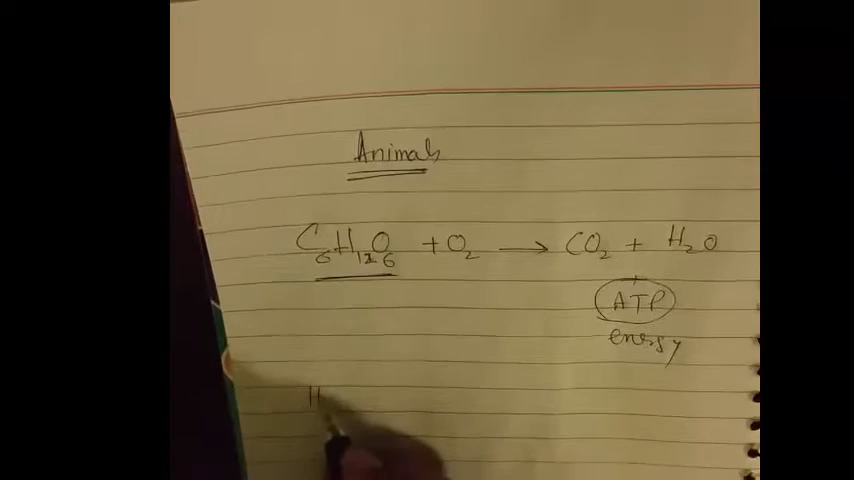 Animals
C₆H₁₂O₆ + O₂ → CO₂ + H₂O
+
ATP
energy